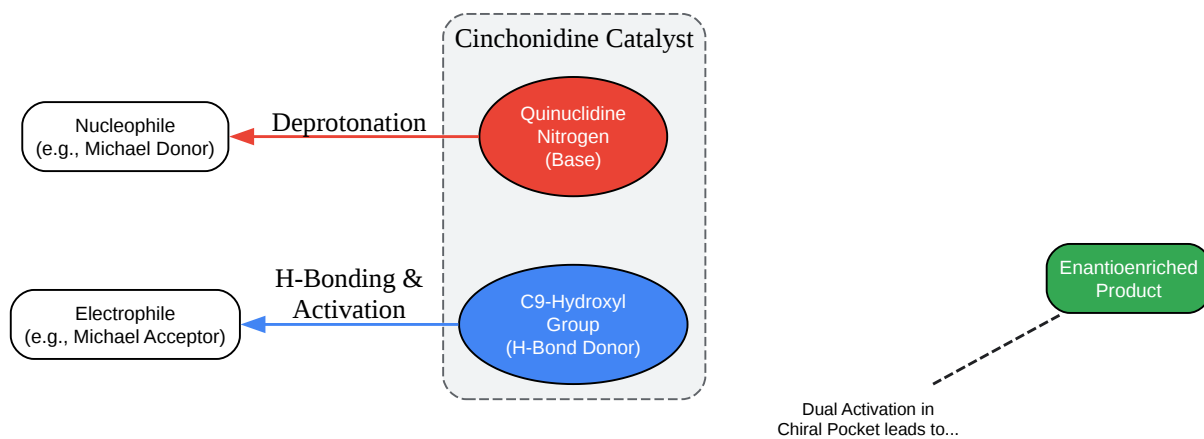 Cinchonidine Catalyst
Nucleophile
(e.g., Michael Donor)
Deprotonation
Quinuclidine
Nitrogen
(Base)
Electrophile
(e.g., Michael Acceptor)
H-Bonding &
Activation
C9-Hydroxyl
Group
(H-Bond Donor)
Enantioenriched
Product
Dual Activation in
Chiral Pocket leads to...